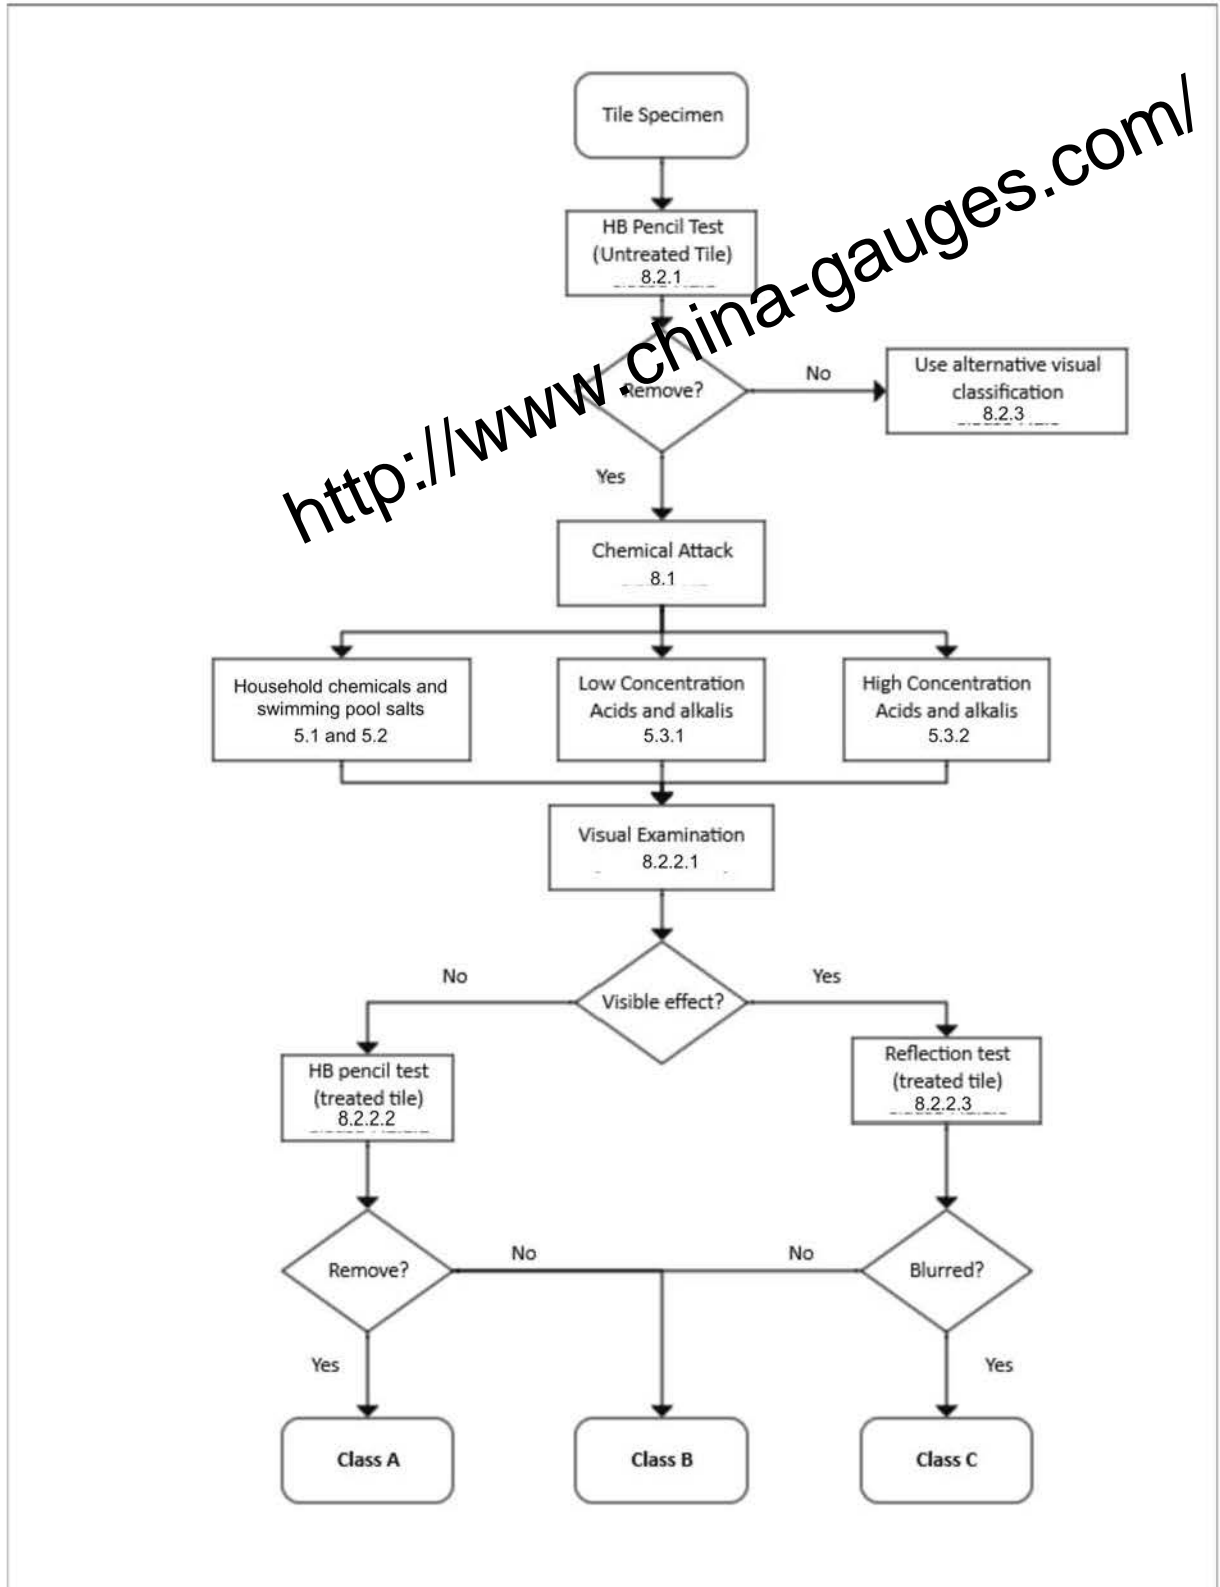 Tile Specimen
HB Pencil Test
(Untreated Tile)
8.2.1
http://www.china-gauges.com/
Remove?
No
Use alternative visual
classification
8.2.3
Yes
Chemical Attack
8.1
Household chemicals and
swimming pool salts
5.1 and 5.2
Low Concentration
Acids and alkalis
5.3.1
High Concentration
Acids and alkalis
5.3.2
Visual Examination
8.2.2.1
No
Visible effect?
Yes
HB pencil test
(treated tile)
8.2.2.2
Reflection test
(treated tile)
8.2.2.3
Remove?
No
No
Blurred?
Yes
Yes
Class A
Class B
Class C